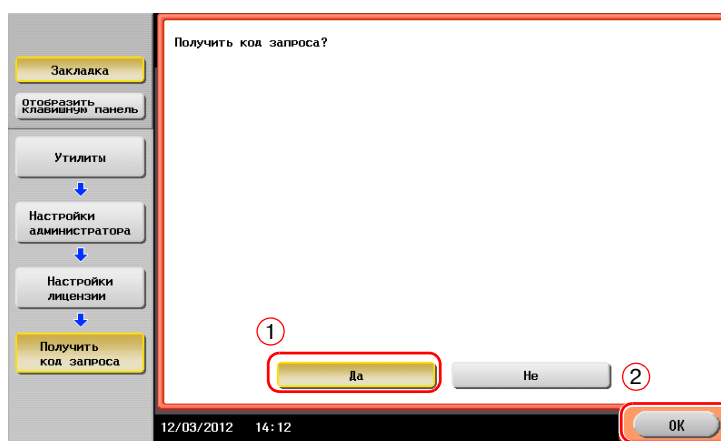 Получить код запроса?
Закладка
Отобразить
клавишную панель
Утилиты
Настройки
администратора
Настройки
лицензии
Получить
код запроса
1
Да
Не
2
12/03/2012 14:12
OK